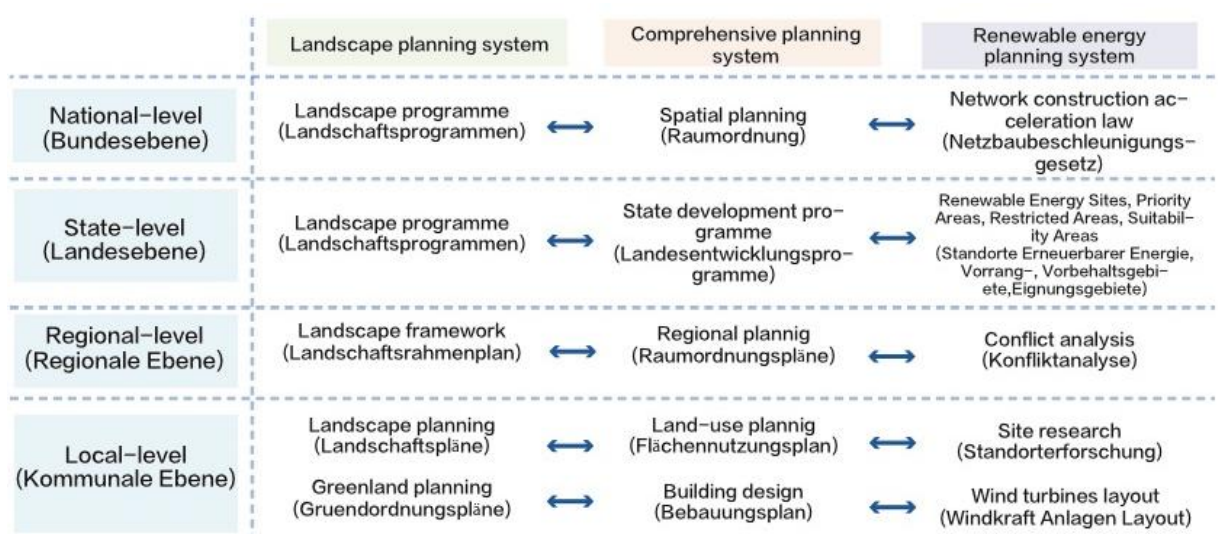 Landscape planning system
Comprehensive planning
system
Renewable energy
planning system
National-level
(Bundesebene)
Landscape programme
(Landschaftsprogrammen)
Spatial planning
(Raumordnung)
Network construction ac-
celeration law
(Netzbaubeschleunigungs-
gesetz)
State-level
(Landesebene)
Landscape programme
(Landschaftsprogrammen)
State development pro-
gramme
(Landesentwicklungspro-
gramme)
Renewable Energy Sites, Priority
Areas, Restricted Areas, Suitabil-
ity Areas
(Standorte Erneuerbarer Energie,
Vorrang-, Vorbehaltsgebi-
ete,Eignungsgebiete)
Regional-level
(Regionale Ebene)
Landscape framework
(Landschaftsrahmenplan)
Regional plannig
(Raumordnungspläne)
Conflict analysis
(Konfliktanalyse)
Local-level
(Kommunale Ebene)
Landscape planning
(Landschaftspläne)
Land-use plannig
(Flächennutzungsplan)
Site research
(Standorterforschung)
Greenland planning
(Gruendordnungspläne)
Building design
(Bebauungsplan)
Wind turbines layout
(Windkraft Anlagen Layout)